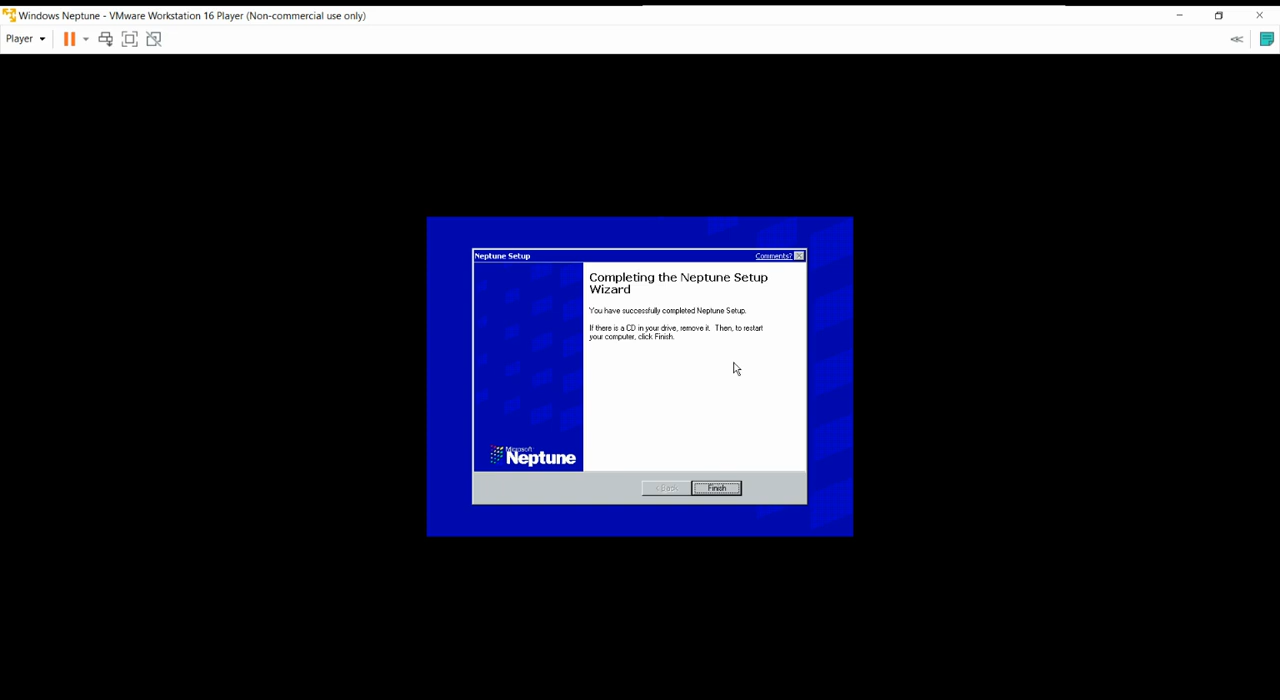 Windows Neptune - VMware Workstation 16 Player (Non-commercial use only)
Player
Neptune Setup
Comments?
Completing the Neptune Setup
Wizard
You have successfully completed Neptune Setup.
If there is a CD in your drive, remove it. Then, to restart
your computer, click Finish.
Microsoft
Neptune
< Back
Finish